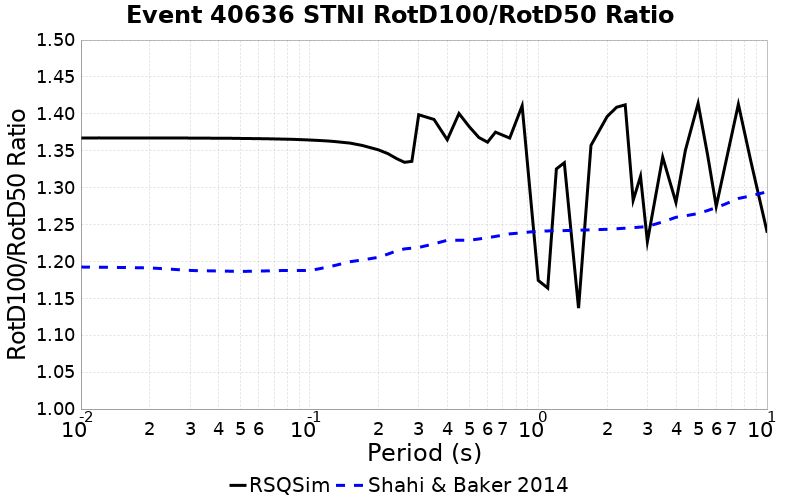 Event 40636 STNI RotD100/RotD50 Ratio
RotD100/RotD50 Ratio
1.50
1.45
1.40
1.35
1.30
1.25
1.20
1.15
1.10
1.05
1.00
10-2 2 3 4 5 6 10-1 2 3 4 5 6 7 100 2 3 4 5 6 7 101
Period (s)
RSQSim Shahi & Baker 2014